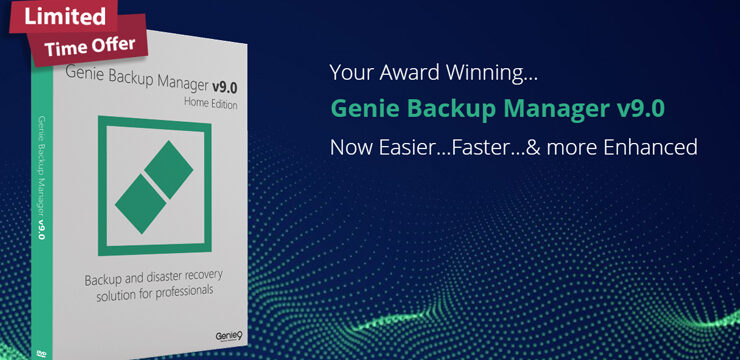 Limited
Time Offer
Genie Backup Manager v9.0
Home Edition
Genie Backup Manager v9.0
Backup and disaster recovery
solution for professionals
Genie9
DVD
Your Award Winning...
Genie Backup Manager v9.0
Now Easier...Faster...& more Enhanced